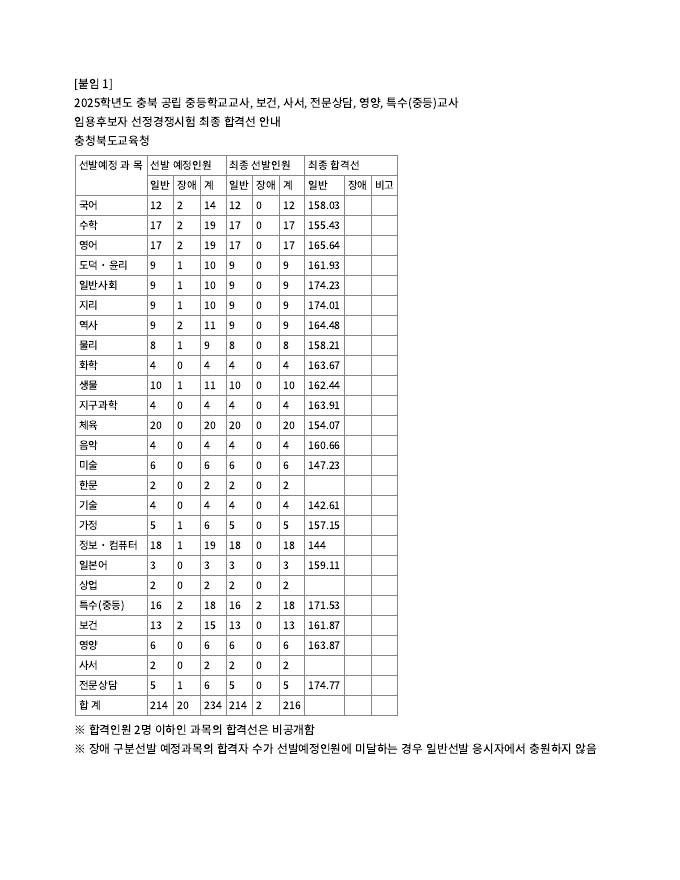 [붙임 1]
2025학년도 충북 공립 중등학교교사, 보건, 사서, 전문상담, 영양, 특수(중등)교사
임용후보자 선정경쟁시험 최종 합격선 안내
충청북도교육청
선발예정 과 목 선발 예정인원 최종 선발인원 최종 합격선
일반 장애 계 일반 장애 계 일반 장애 비고
국어 12 2 14 12 0 12 158.03
수학 17 2 19 17 0 17 155.43
영어 17 2 19 17 0 17 165.64
도덕・윤리 9 1 10 9 0 9 161.93
일반사회 9 1 10 9 0 9 174.23
지리 9 1 10 9 0 9 174.01
역사 9 2 11 9 0 9 164.48
물리 8 1 9 8 0 8 158.21
화학 4 0 4 4 0 4 163.67
생물 10 1 11 10 0 10 162.44
지구과학 4 0 4 4 0 4 163.91
체육 20 0 20 20 0 20 154.07
음악 4 0 4 4 0 4 160.66
미술 6 0 6 6 0 6 147.23
한문 2 0 2 2 0 2
기술 4 0 4 4 0 4 142.61
가정 5 1 6 5 0 5 157.15
정보・컴퓨터 18 1 19 18 0 18 144
일본어 3 0 3 3 0 3 159.11
상업 2 0 2 2 0 2
특수(중등) 16 2 18 16 2 18 171.53
보건 13 2 15 13 0 13 161.87
영양 6 0 6 6 0 6 163.87
사서 2 0 2 2 0 2
전문상담 5 1 6 5 0 5 174.77
합 계 214 20 234 214 2 216
※ 합격인원 2명 이하인 과목의 합격선은 비공개함
※ 장애 구분선발 예정과목의 합격자 수가 선발예정인원에 미달하는 경우 일반선발 응시자에서 충원하지 않음